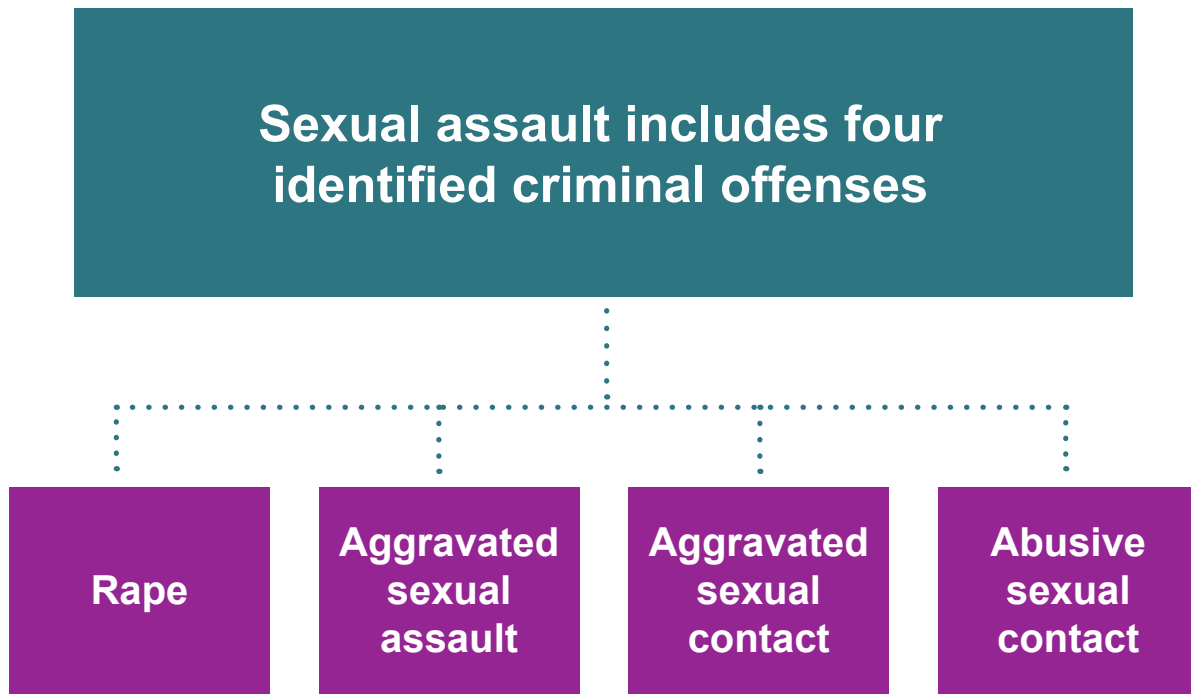 Sexual assault includes four
identified criminal offenses
Rape
Aggravated
sexual
assault
Aggravated
sexual
contact
Abusive
sexual
contact